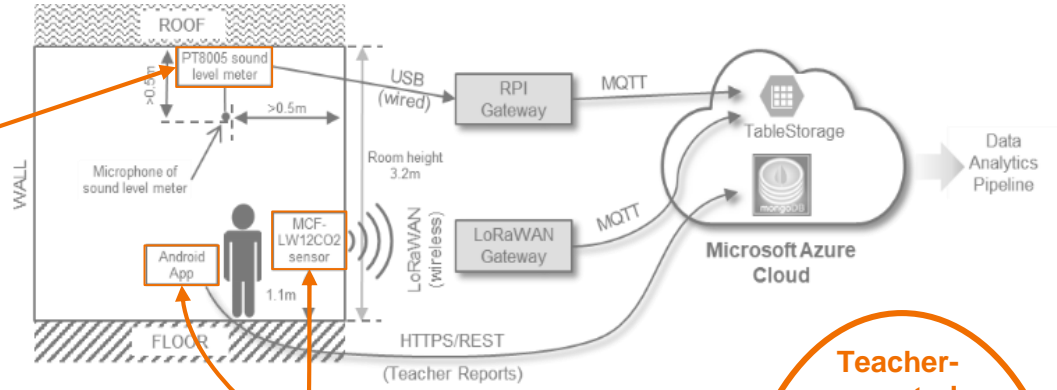 ROOF
PT8005 sound
level meter
>0.5m
>0.5m
Microphone of
sound level meter
WALL
Room height
3.2m
USB
(wired)
RPI
Gateway
MQTT
TableStorage
mongoDB
Microsoft Azure
Cloud
Data
Analytics
Pipeline
MCF-
LW12CO2
sensor
Android
App
1.1m
LoRaWAN
(wireless)
LoRaWAN
Gateway
MQTT
FLOOR
HTTPS/REST
(Teacher Reports)
Teacher-